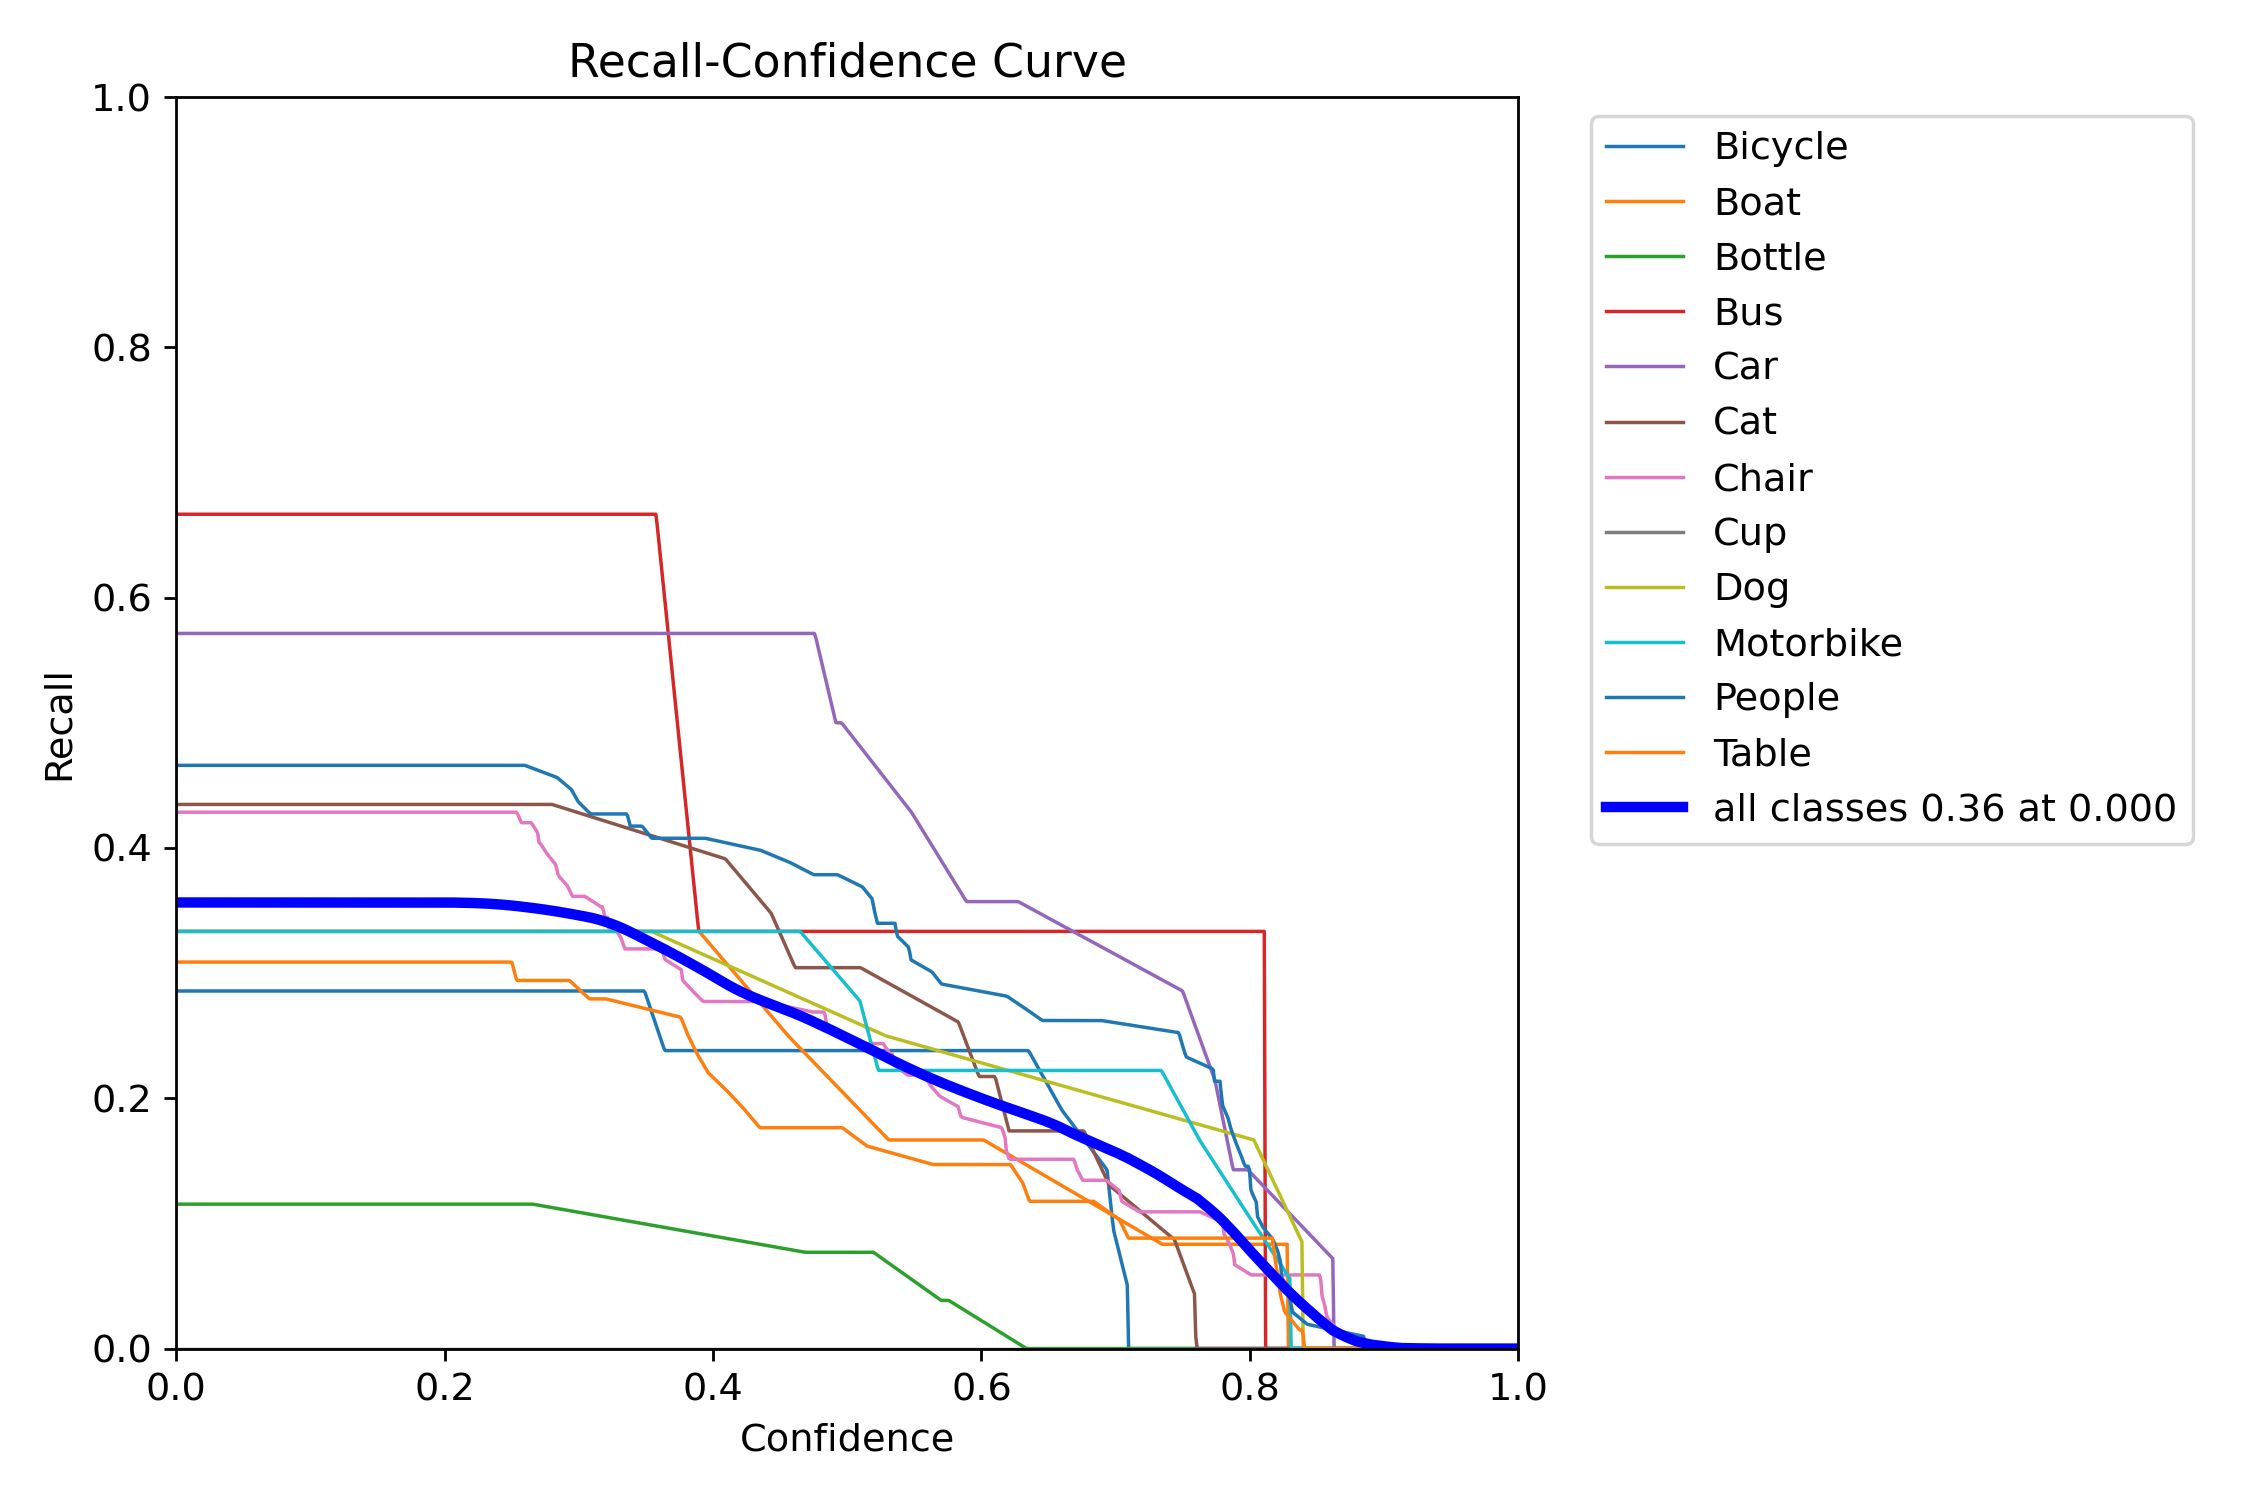 Recall-Confidence Curve
1.0
0.8
0.6
0.4
0.2
0.0
Recall
0.0 0.2 0.4 0.6 0.8 1.0
Confidence
Bicycle
Boat
Bottle
Bus
Car
Cat
Chair
Cup
Dog
Motorbike
People
Table
all classes 0.36 at 0.000